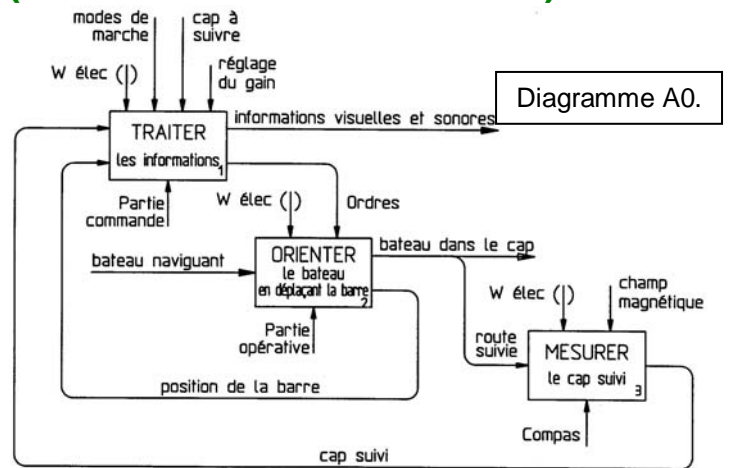 modes de
marche
cap à
suivre
W élec ( )
réglage
du gain
Diagramme A0.
informations visuelles et sonores
TRAITER
les informations
1
Partie
commande
W élec ( )
Ordres
bateau naviguant
ORIENTER
le bateau
en déplaçant la barre
2
bateau dans le cap
Partie
opérative
W élec ( )
champ
magnétique
route
suivie
MESURER
le cap suivi
3
position de la barre
Compas
cap suivi